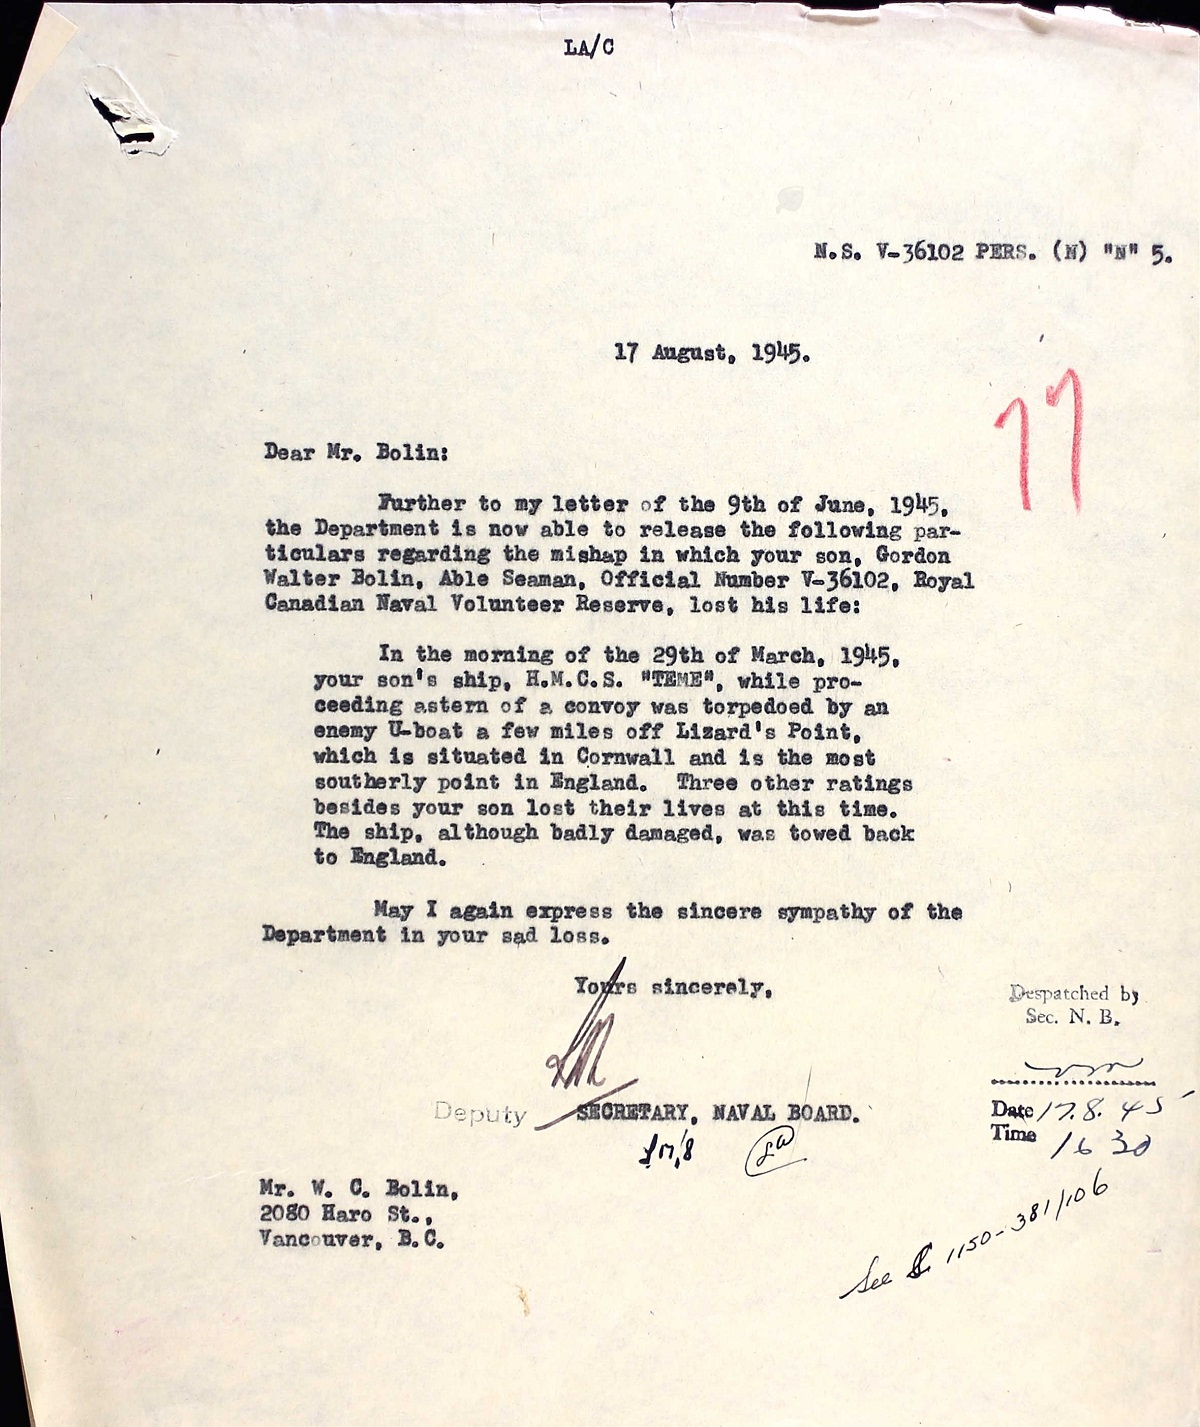 LA/C
N.S. V-36102 PERS. (N) "N" 5.
17 August, 1945.
77
Dear Mr. Bolin:
Further to my letter of the 9th of June, 1945,
the Department is now able to release the following par-
ticulars regarding the mishap in which your son, Gordon
Walter Bolin, Able Seaman, Official Number V-36102, Royal
Canadian Naval Volunteer Reserve, lost his life:
In the morning of the 29th of March, 1945,
your son's ship, H.M.C.S. "TEME", while pro-
ceeding astern of a convoy was torpedoed by an
enemy U-boat a few miles off Lizard's Point,
which is situated in Cornwall and is the most
southerly point in England. Three other ratings
besides your son lost their lives at this time.
The ship, although badly damaged, was towed back
to England.
May I again express the sincere sympathy of the
Department in your sad loss.
Yours sincerely,
Despatched by
Sec. N. B.
Deputy SECRETARY, NAVAL BOARD.
Date 17.8.45
Time 1630
Mr. W. C. Bolin,
2080 Haro St.,
Vancouver, B.C.
See S. 1150-381/106